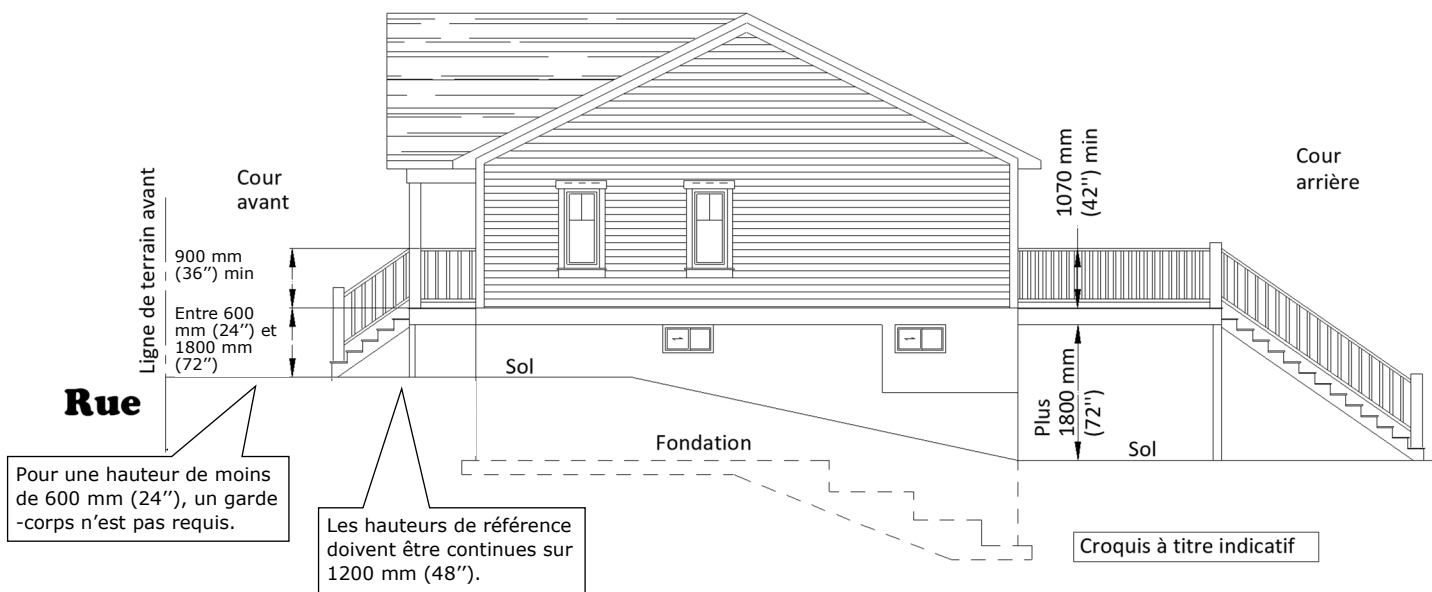 Ligne de terrain avant
Cour
avant
900 mm
(36’’) min
Entre 600
mm (24’’) et
1800 mm
(72’’)
Rue
Pour une hauteur de moins
de 600 mm (24’’), un garde
-corps n’est pas requis.
Les hauteurs de référence
doivent être continues sur
1200 mm (48’’).
Sol
Fondation
1070 mm
(42") min
Cour
arrière
Plus
1800 mm
(72")
Sol
Croquis à titre indicatif